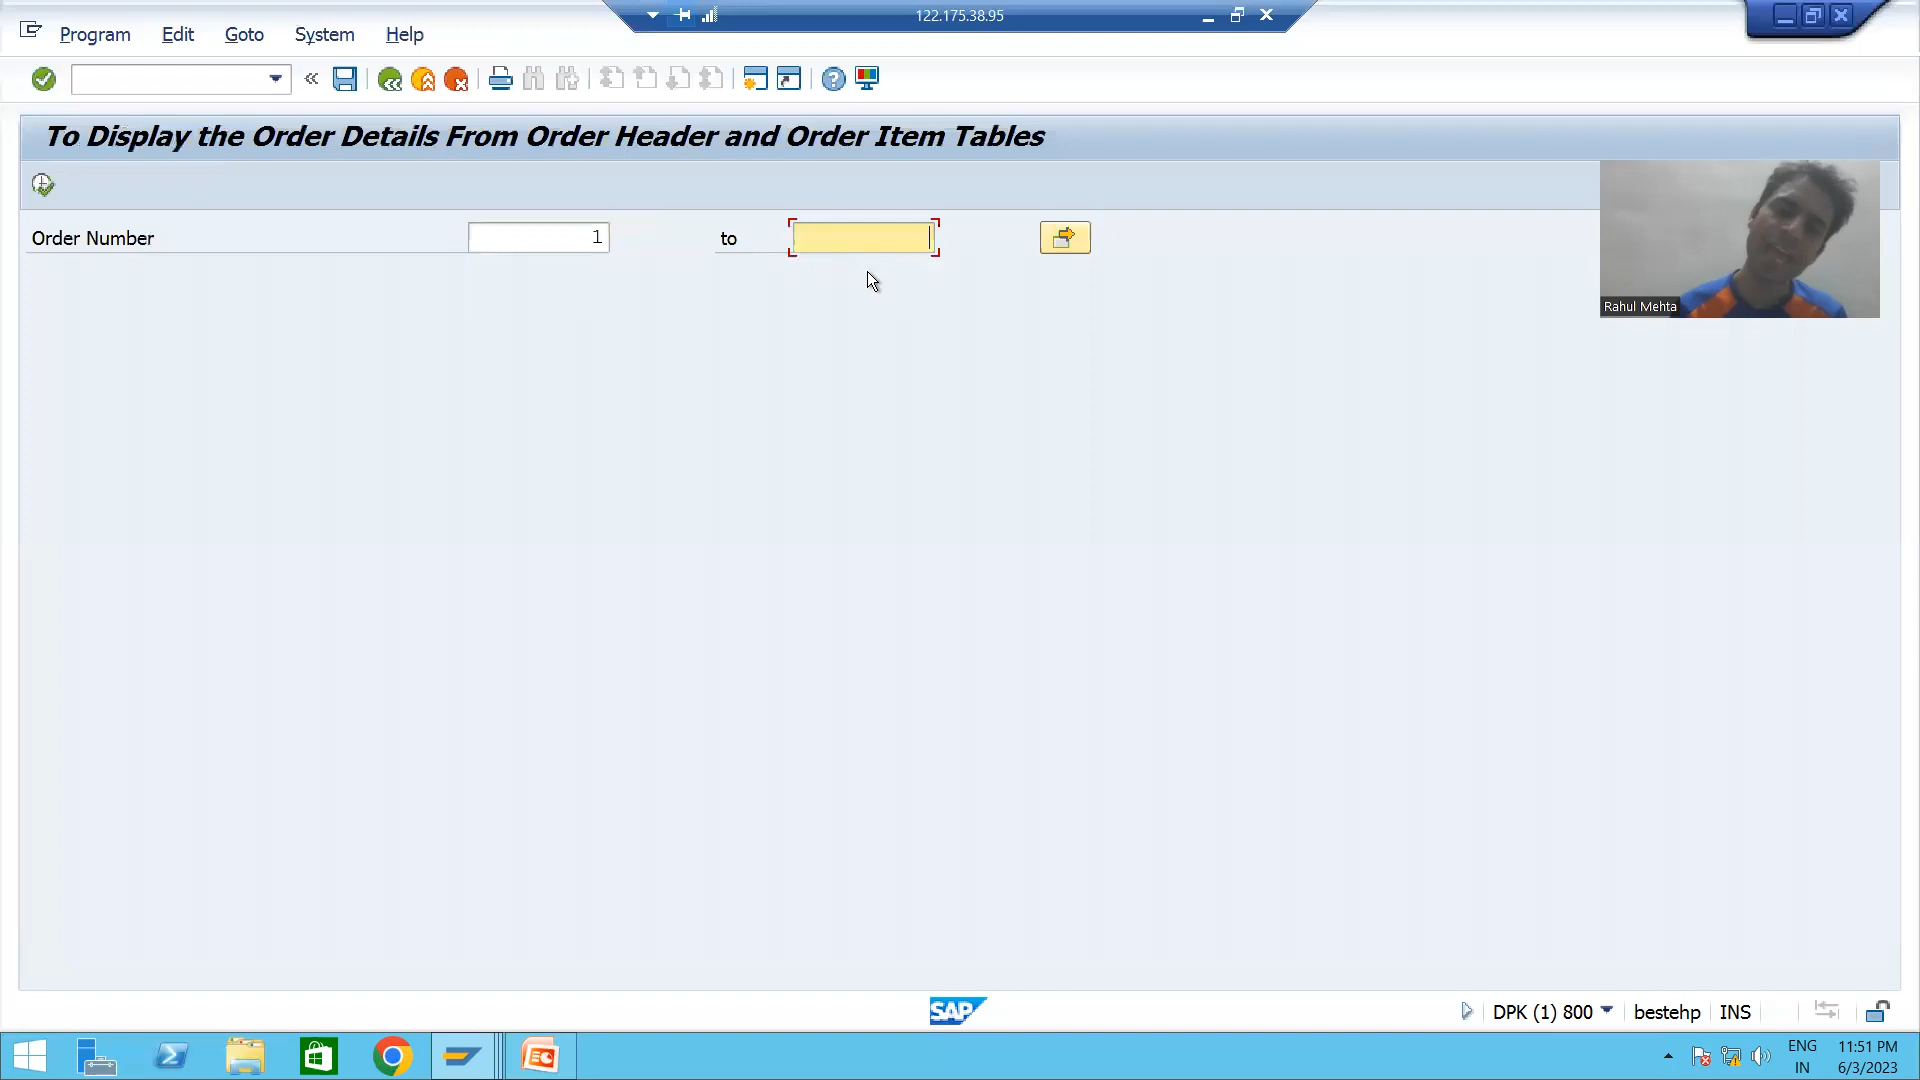 122.175.38.95
Program Edit Goto System Help
To Display the Order Details From Order Header and Order Item Tables
Order Number 1 to
Rahul Mehta
SAP
DPK (1) 800 bestehp INS
ENG 11:51 PM
IN 6/3/2023